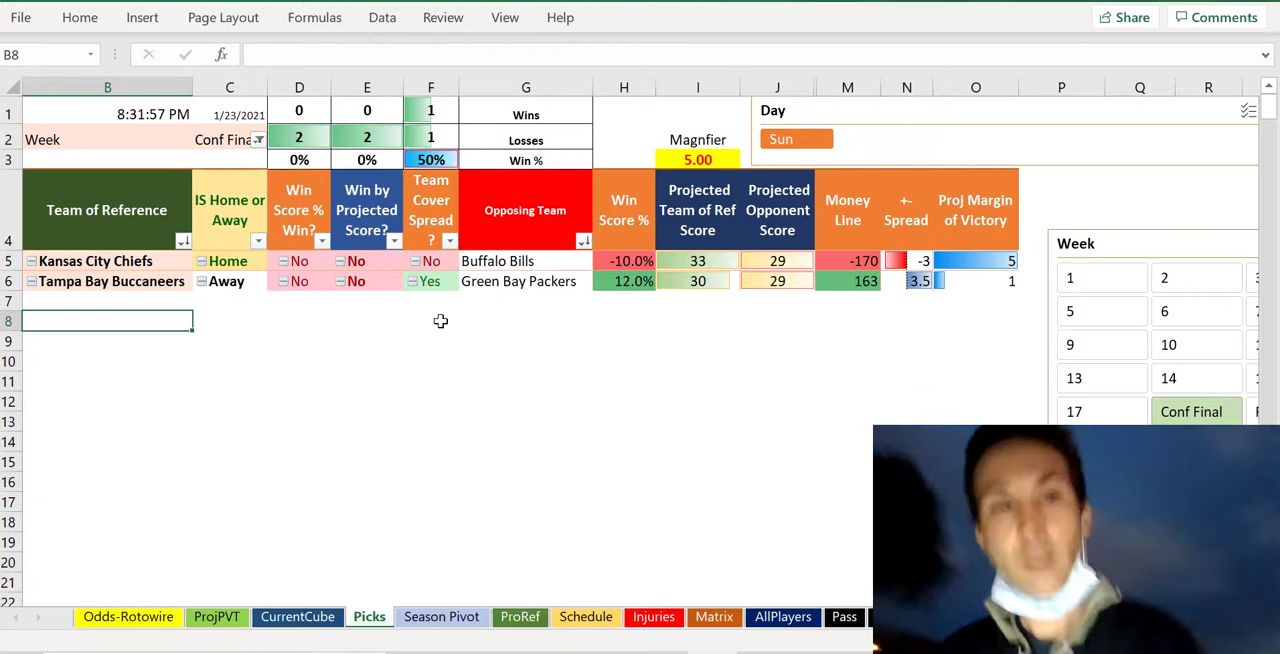 File Home Insert Page Layout Formulas Data Review View Help Share Comments
B8 fx
B C D E F G H I J M N O P Q R
1 8:31:57 PM 1/23/2021 0 0 1 Wins Day
2 Week Conf Fina 2 2 1 Losses Magnfier Sun
3 0% 0% 50% Win % 5.00
4 Team of Reference IS Home or Away Win Score % Win? Win by Projected Score? Team Cover Spread ? Opposing Team Win Score % Projected Team of Ref Score Projected Opponent Score Money Line +- Spread Proj Margin of Victory
Week
5 Kansas City Chiefs Home No No No Buffalo Bills -10.0% 33 29 -170 -3 5
6 Tampa Bay Buccaneers Away No No Yes Green Bay Packers 12.0% 30 29 163 3.5 1
1 2
7
8
5 6
9
9 10
10
11
13 14
12
17 Conf Final
13
14
15
16
17
18
19
20
21
22
Odds-Rotowire ProjPVT CurrentCube Picks Season Pivot ProRef Schedule Injuries Matrix AllPlayers Pass